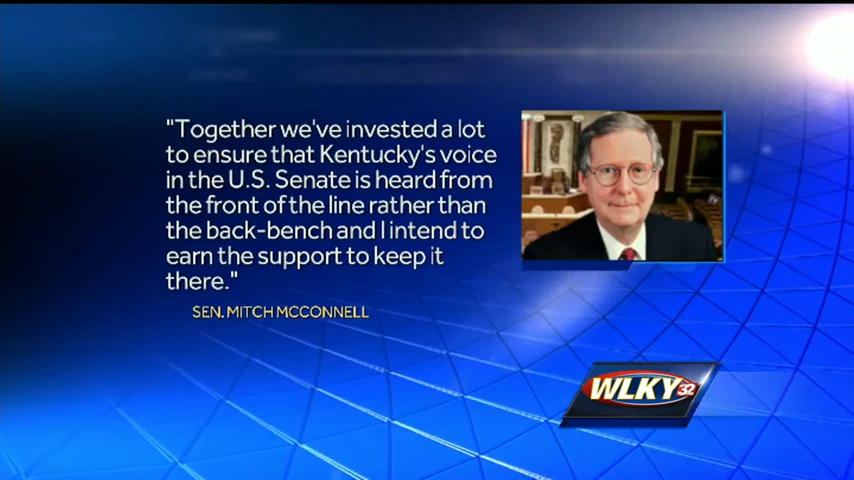 "Together we've invested a lot
to ensure that Kentucky's voice
in the U.S. Senate is heard from
the front of the line rather than
the back-bench and I intend to
earn the support to keep it
there."
SEN. MITCH MCCONNELL
WLKY 32